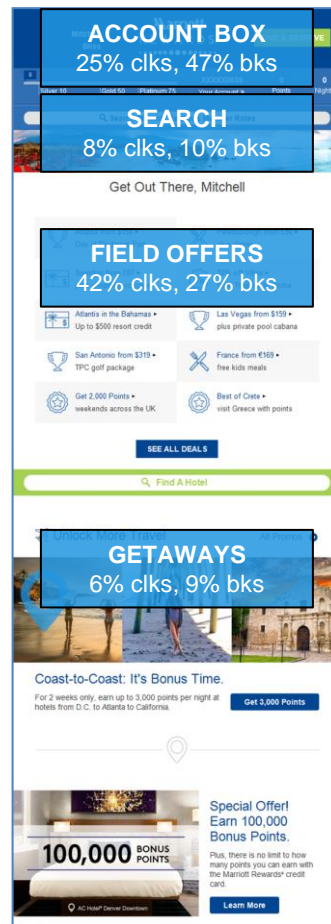 ACCOUNT BOX
25% clks, 47% bks
Silver 10 Gold 50 Platinum 75 Your Account Points Night
SEARCH
8% clks, 10% bks
Get Out There, Mitchell
FIELD OFFERS
42% clks, 27% bks
Atlantis in the Bahamas ▸ Las Vegas from $159 ▸
Up to $500 resort credit plus private pool cabana
San Antonio from $319 ▸ France from €169 ▸
TPC golf package free kids meals
Get 2,000 Points ▸ Best of Crete ▸
weekends across the UK visit Greece with points
SEE ALL DEALS
Find A Hotel
Unlock More Travel All Promos
GETAWAYS
6% clks, 9% bks
Coast-to-Coast: It's Bonus Time.
For 2 weeks only, earn up to 3,000 points per night at Get 3,000 Points
hotels from D.C. to Atlanta to California.
Special Offer!
Earn 100,000
Bonus Points.
100,000 BONUS POINTS
Plus, there is no limit to how
many points you can earn with
the Marriott Rewards® credit
card.
AC Hotel® Denver Downtown
Learn More